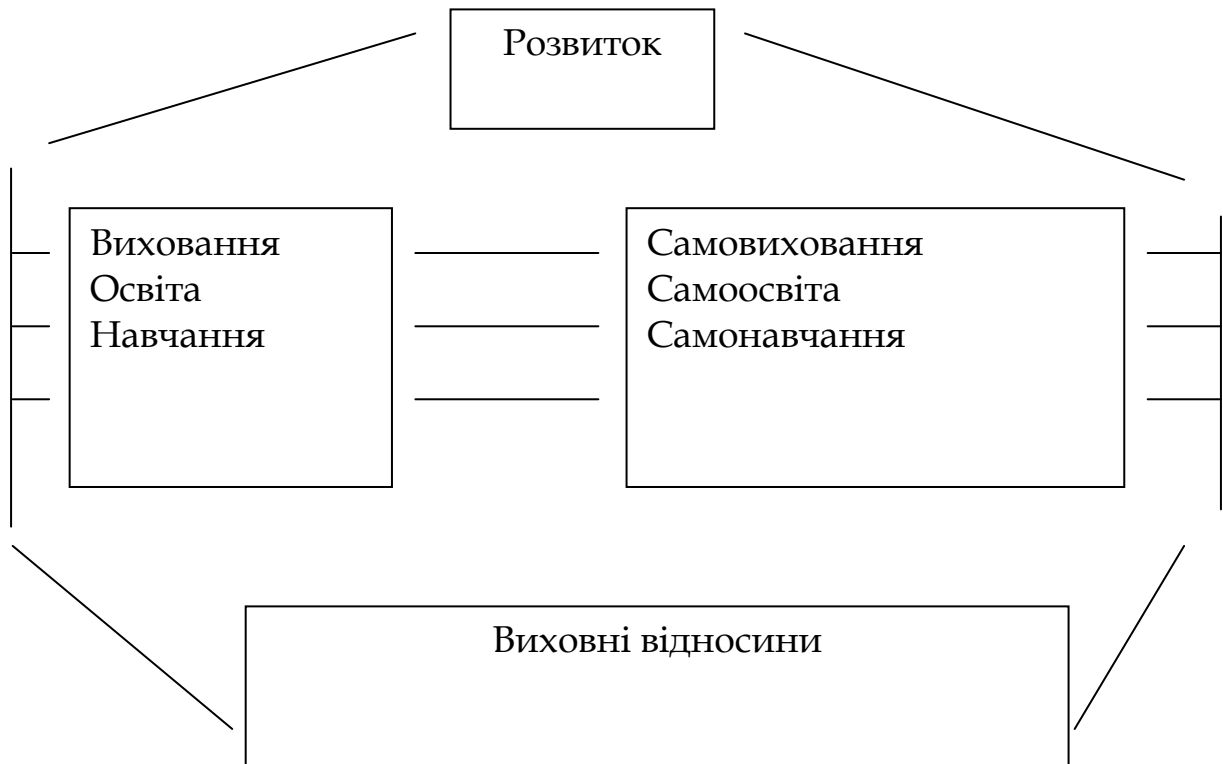 Розвиток
Виховання
Освіта
Навчання
Самовиховання
Самоосвіта
Самонавчання
Виховні відносини